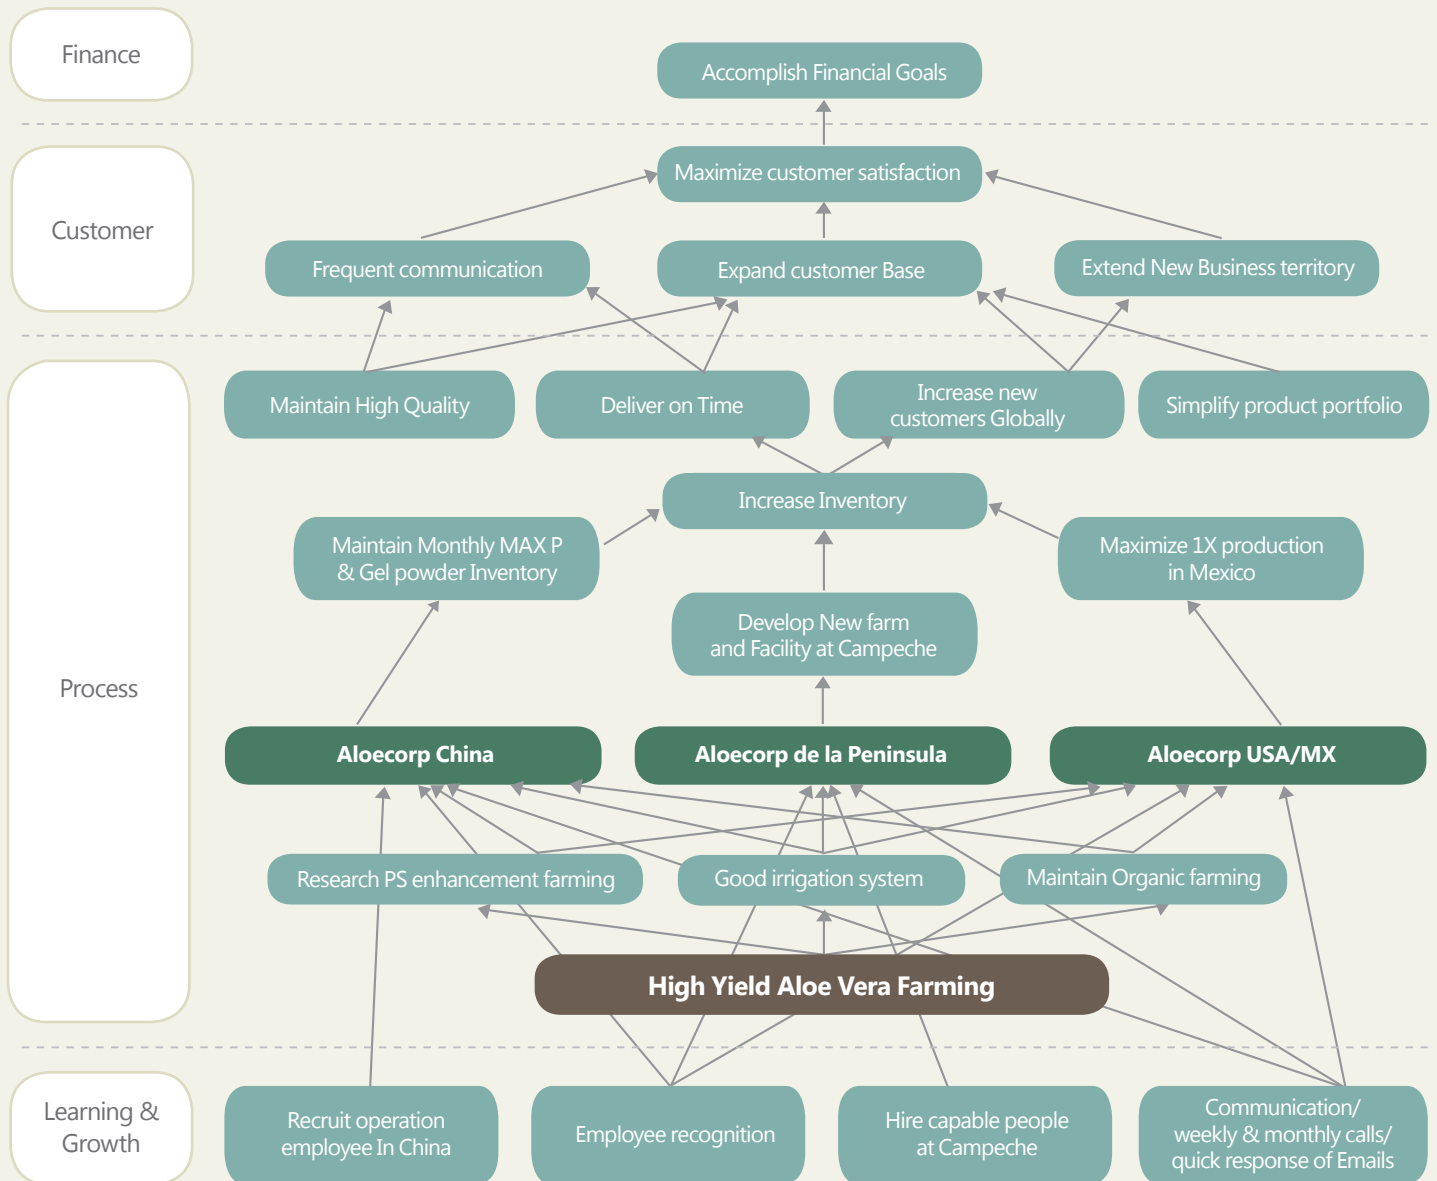 Finance
Accomplish Financial Goals
Maximize customer satisfaction
Customer
Frequent communication
Expand customer Base
Extend New Business territory
Maintain High Quality
Deliver on Time
Increase new
customers Globally
Simplify product portfolio
Increase Inventory
Maintain Monthly MAX P
& Gel powder Inventory
Maximize 1X production
in Mexico
Develop New farm
and Facility at Campeche
Process
Aloecorp China
Aloecorp de la Peninsula
Aloecorp USA/MX
Research PS enhancement farming
Good irrigation system
Maintain Organic farming
High Yield Aloe Vera Farming
Learning &
Growth
Recruit operation
employee In China
Employee recognition
Hire capable people
at Campeche
Communication/
weekly & monthly calls/
quick response of Emails